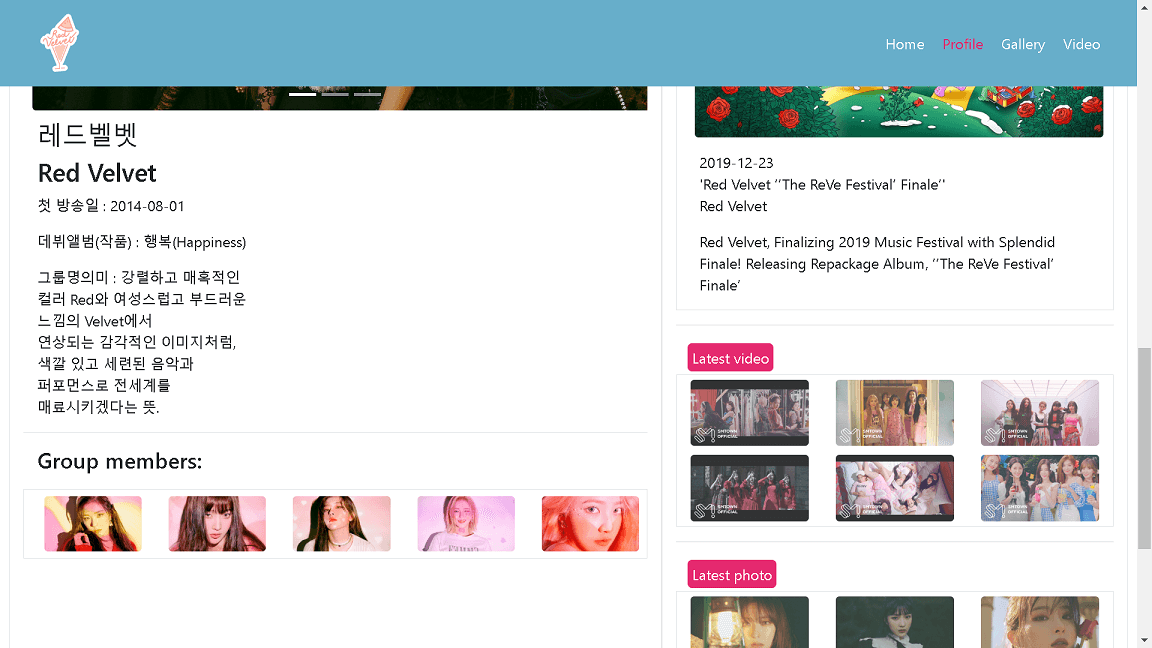 Red Velvet
Home Profile Gallery Video
레드벨벳
Red Velvet
첫 방송일 : 2014-08-01
데뷔앨범(작품) : 행복(Happiness)
그룹명의미 : 강렬하고 매혹적인
컬러 Red와 여성스럽고 부드러운
느낌의 Velvet에서
연상되는 감각적인 이미지처럼,
색깔 있고 세련된 음악과
퍼포먼스로 전세계를
매료시키겠다는 뜻.
Group members:
2019-12-23
'Red Velvet ‘‘The ReVe Festival’ Finale’'
Red Velvet
Red Velvet, Finalizing 2019 Music Festival with Splendid
Finale! Releasing Repackage Album, ‘‘The ReVe Festival’
Finale’
Latest video
SMTOWN
OFFICIAL
SMTOWN
OFFICIAL
SMTOWN
OFFICIAL
SMTOWN
OFFICIAL
SMTOWN
OFFICIAL
SMTOWN
OFFICIAL
Latest photo